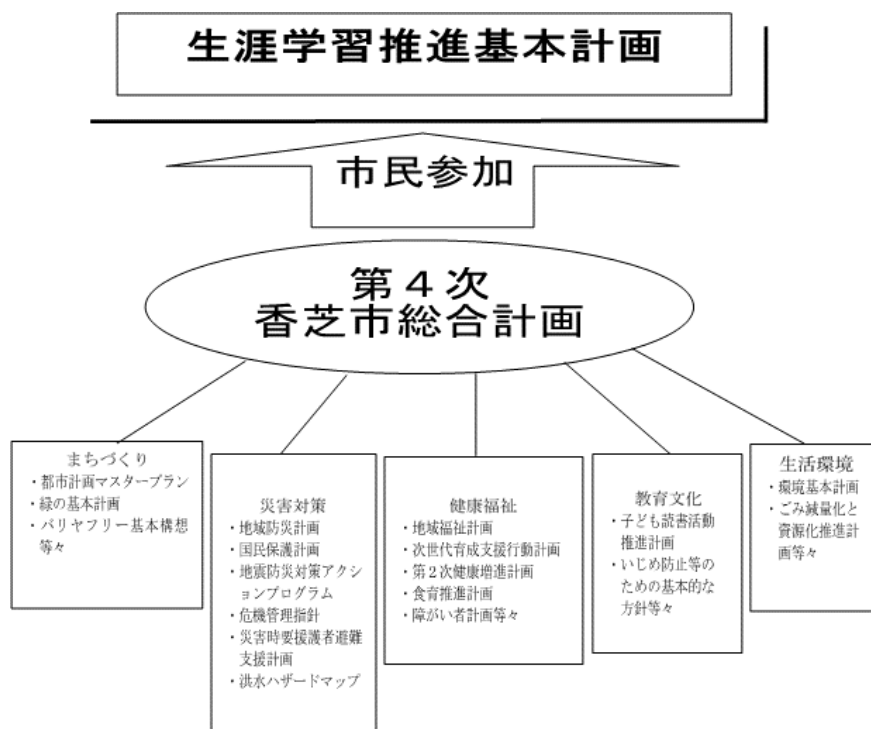 生涯学習推進基本計画
市民参加
第４次
香芝市総合計画
まちづくり
・都市計画マスタープラン
・緑の基本計画
・バリヤフリー基本構想
等々
災害対策
・地域防災計画
・国民保護計画
・地震防災対策アクシ
ョンプログラム
・危機管理指針
・災害時要援護者避難
支援計画
・洪水ハザードマップ
健康福祉
・地域福祉計画
・次世代育成支援行動計画
・第２次健康増進計画
・食育推進計画
・障がい者計画等々
教育文化
・子ども読書活動
推進計画
・いじめ防止等の
ための基本的な
方針等々
生活環境
・環境基本計画
・ごみ減量化と
資源化推進計
画等々